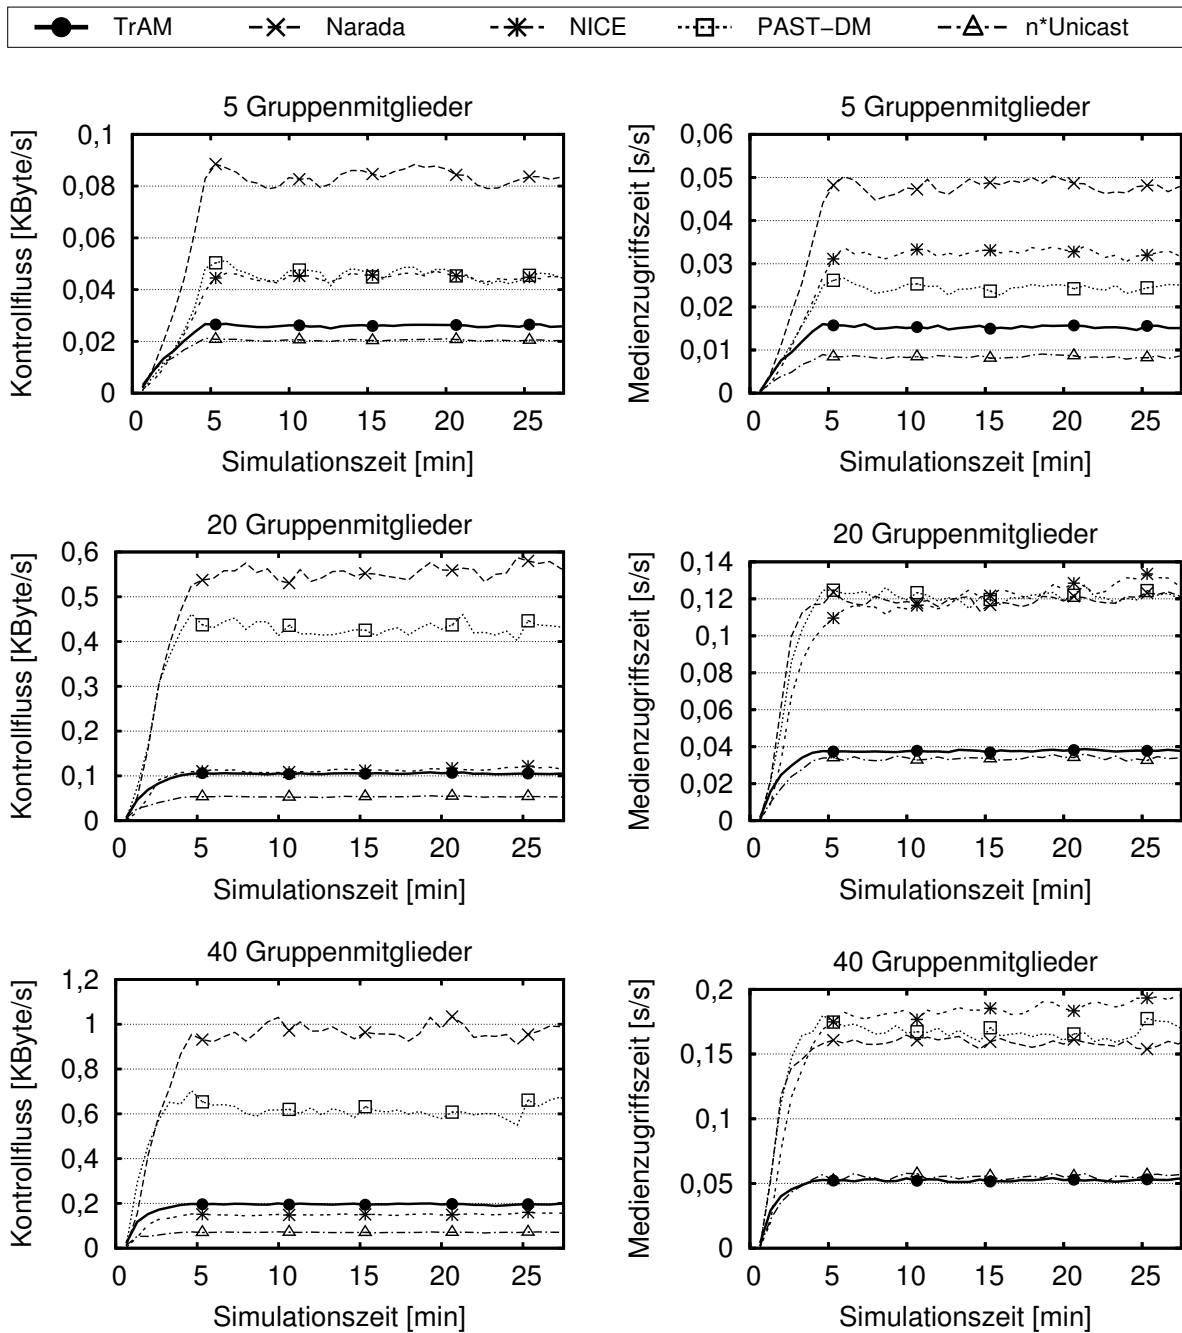 TrAM Narada NICE PAST−DM n*Unicast
5 Gruppenmitglieder
Kontrollfluss [KByte/s]
0,1
0,08
0,06
0,04
0,02
0
0 5 10 15 20 25
Simulationszeit [min]
5 Gruppenmitglieder
Medienzugriffszeit [s/s]
0,06
0,05
0,04
0,03
0,02
0,01
0
0 5 10 15 20 25
Simulationszeit [min]
20 Gruppenmitglieder
Kontrollfluss [KByte/s]
0,6
0,5
0,4
0,3
0,2
0,1
0
0 5 10 15 20 25
Simulationszeit [min]
20 Gruppenmitglieder
Medienzugriffszeit [s/s]
0,14
0,12
0,1
0,08
0,06
0,04
0,02
0
0 5 10 15 20 25
Simulationszeit [min]
40 Gruppenmitglieder
Kontrollfluss [KByte/s]
1,2
1
0,8
0,6
0,4
0,2
0
0 5 10 15 20 25
Simulationszeit [min]
40 Gruppenmitglieder
Medienzugriffszeit [s/s]
0,2
0,15
0,1
0,05
0
0 5 10 15 20 25
Simulationszeit [min]